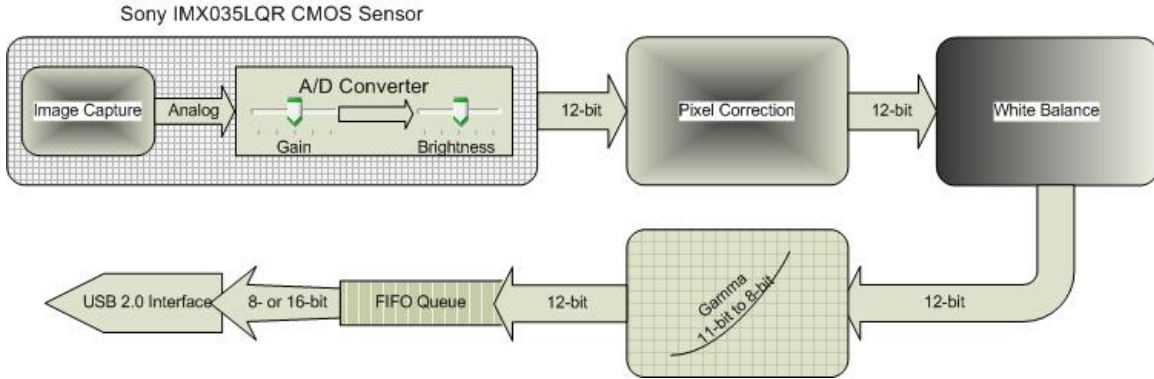 Sony IMX035LQR CMOS Sensor
Image Capture
Analog
A/D Converter
Gain
Brightness
12-bit
Pixel Correction
12-bit
White Balance
USB 2.0 Interface
8- or 16-bit
FIFO Queue
12-bit
Gamma
11-bit to 8-bit
12-bit